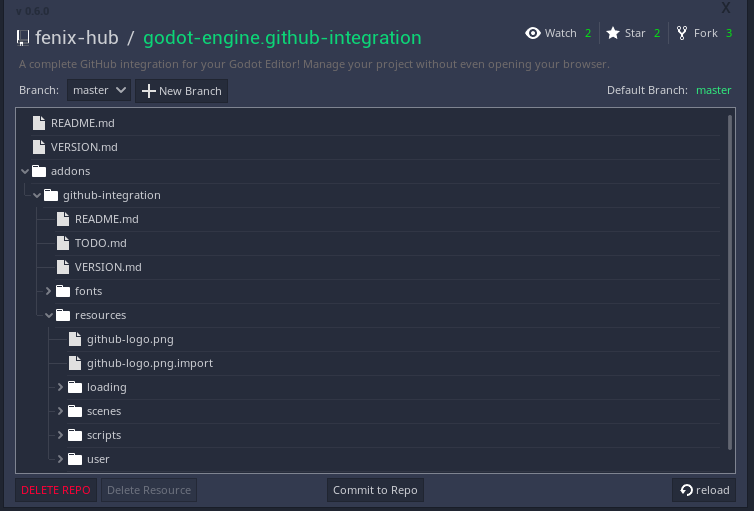 v 0.6.0 X
fenix-hub / godot-engine.github-integration Watch 2 Star 2 Fork 3
A complete GitHub integration for your Godot Editor! Manage your project without even opening your browser.
Branch: master New Branch Default Branch: master
README.md
VERSION.md
addons
github-integration
README.md
TODO.md
VERSION.md
fonts
resources
github-logo.png
github-logo.png.import
loading
scenes
scripts
user
DELETE REPO Delete Resource Commit to Repo reload